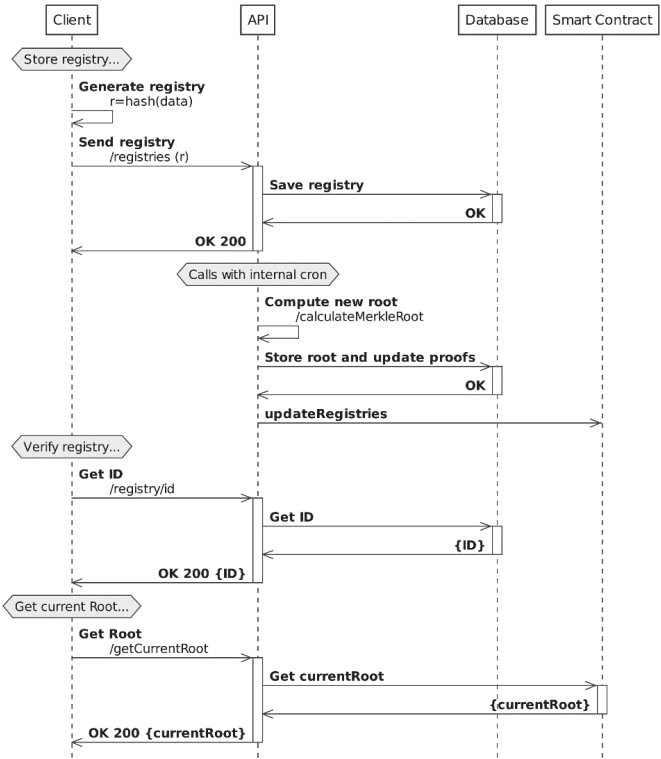 Client
API
Database
Smart Contract
Store registry...
Generate registry
r=hash(data)
Send registry
/registries (r)
Save registry
OK
OK 200
Calls with internal cron
Compute new root
/calculateMerkleRoot
Store root and update proofs
OK
updateRegistries
Verify registry...
Get ID
/registry/id
Get ID
{ID}
OK 200 {ID}
Get current Root...
Get Root
/getCurrentRoot
Get currentRoot
{currentRoot}
OK 200 {currentRoot}